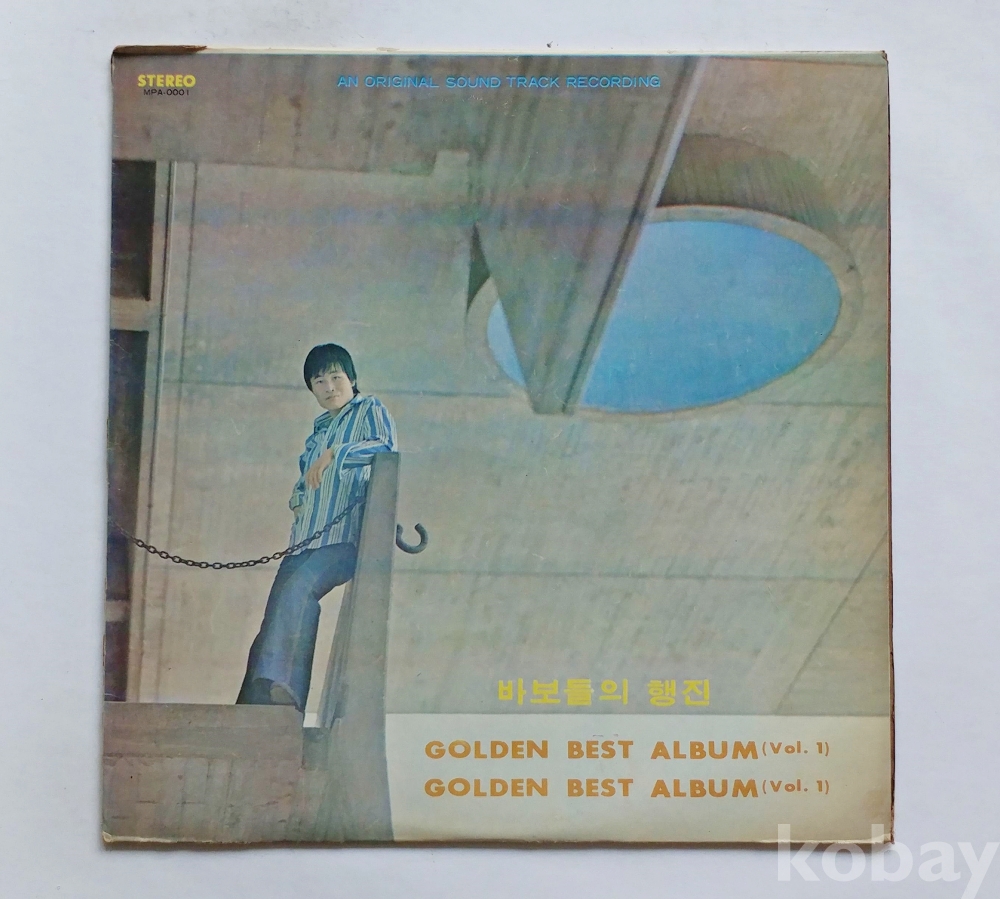 STEREO
MPA-0001
AN ORIGINAL SOUND TRACK RECORDING
바보들의 행진
GOLDEN BEST ALBUM (Vol. 1)
GOLDEN BEST ALBUM (Vol. 1)
kobay